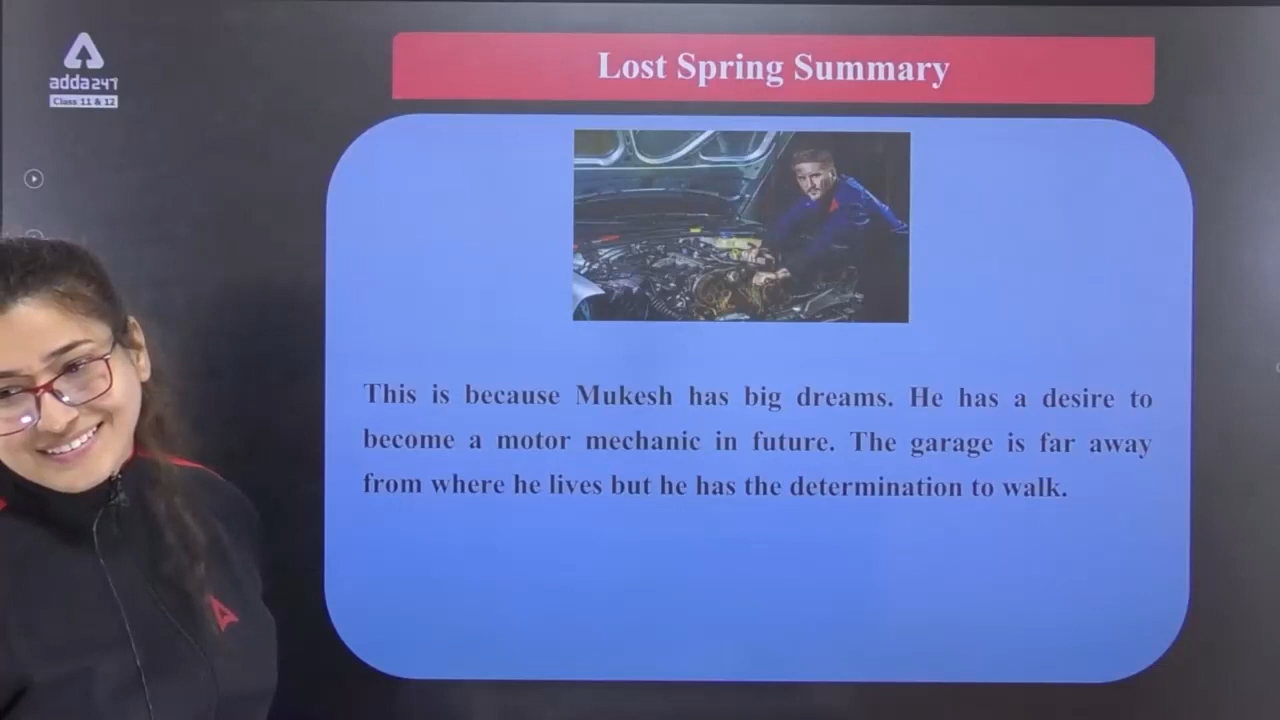 adda247
Class 11 & 12
Lost Spring Summary
This is because Mukesh has big dreams. He has a desire to
become a motor mechanic in future. The garage is far away
from where he lives but he has the determination to walk.